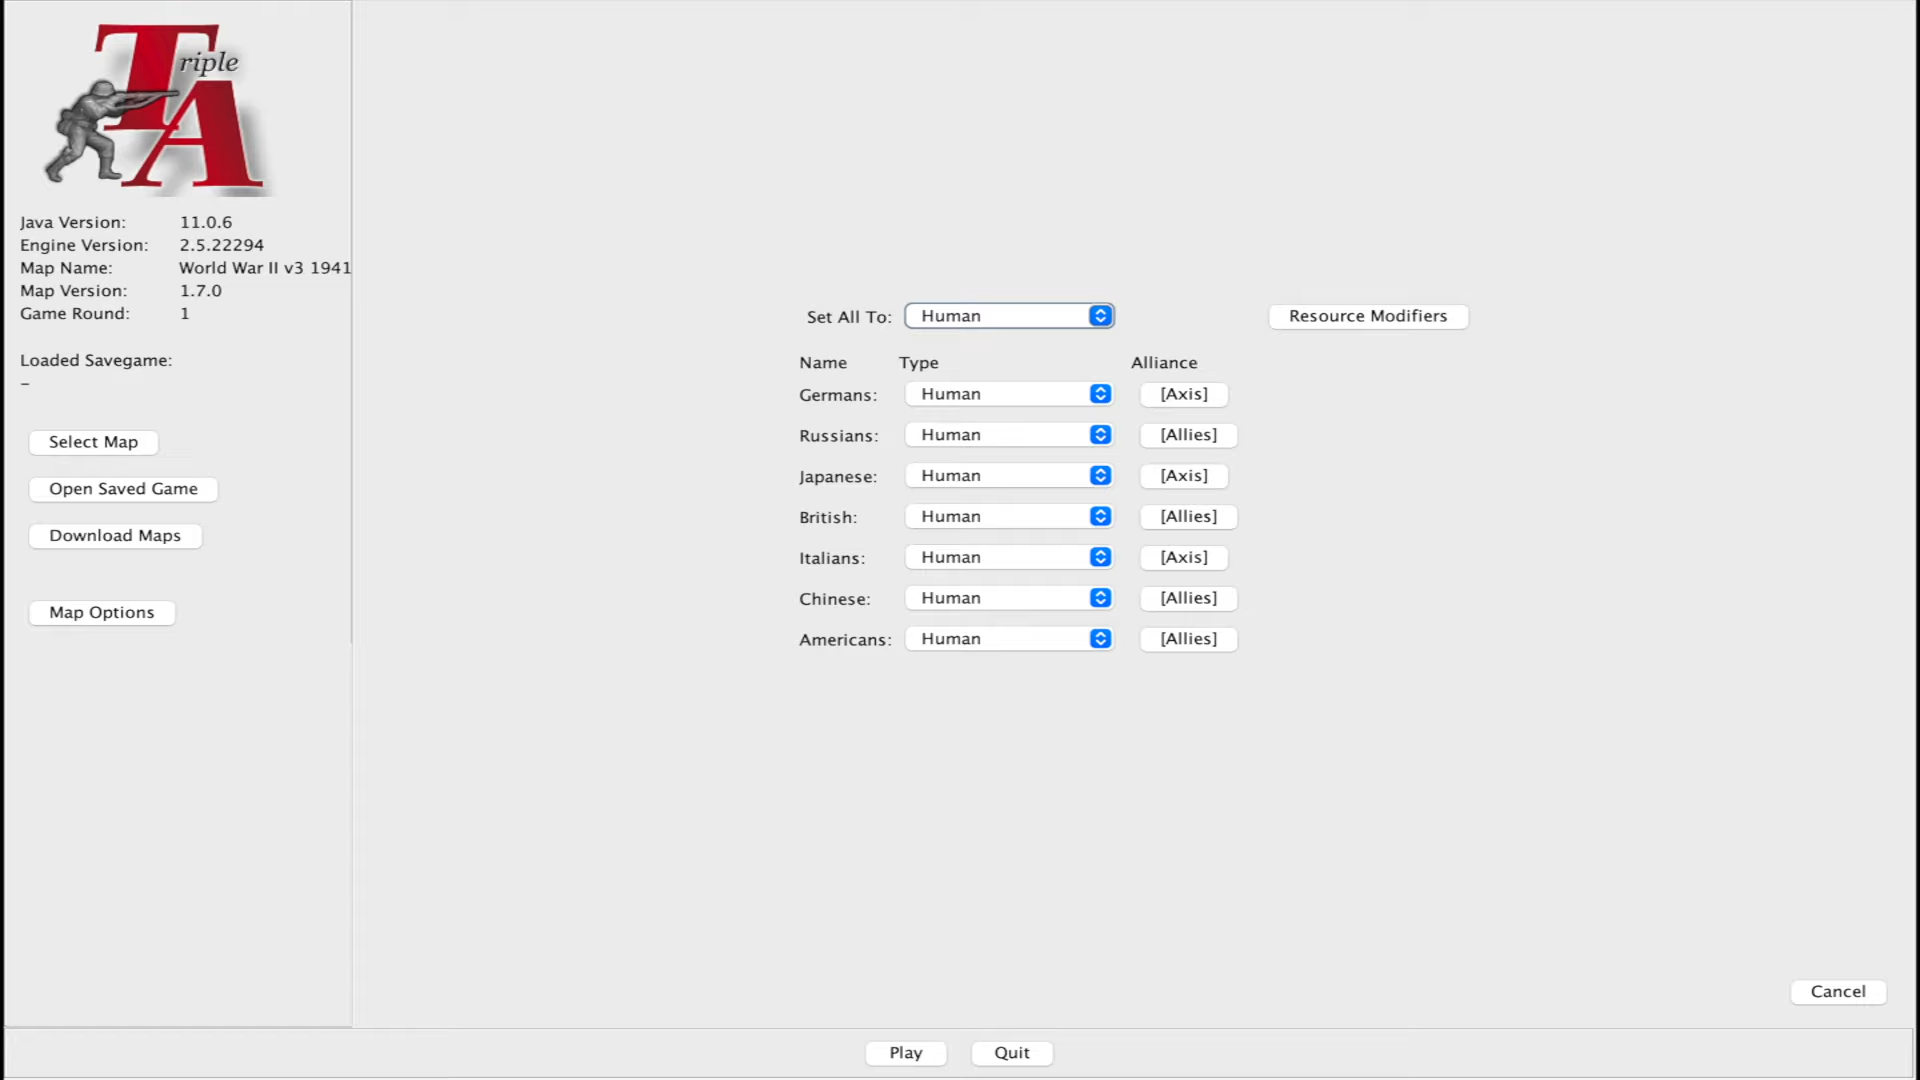 Triple
A
Java Version: 11.0.6
Engine Version: 2.5.22294
Map Name: World War II v3 1941
Map Version: 1.7.0
Game Round: 1
Loaded Savegame:
–
Select Map
Open Saved Game
Download Maps
Map Options
Set All To: Human Resource Modifiers
Name Type Alliance
Germans: Human [Axis]
Russians: Human [Allies]
Japanese: Human [Axis]
British: Human [Allies]
Italians: Human [Axis]
Chinese: Human [Allies]
Americans: Human [Allies]
Cancel
Play Quit